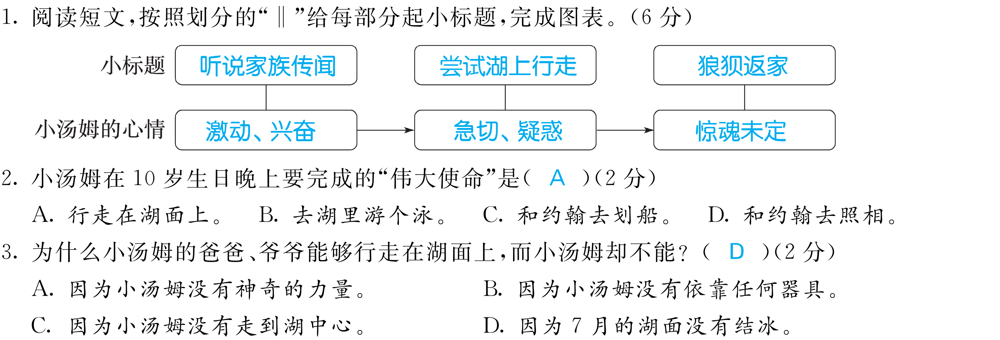 1. 阅读短文,按照划分的“‖”给每部分起小标题,完成图表。(6 分)
小标题 听说家族传闻 尝试湖上行走 狼狈返家
小汤姆的心情 激动、兴奋 急切、疑惑 惊魂未定
2. 小汤姆在 10 岁生日晚上要完成的“伟大使命”是( A )(2 分)
A. 行走在湖面上。 B. 去湖里游个泳。 C. 和约翰去划船。 D. 和约翰去照相。
3. 为什么小汤姆的爸爸、爷爷能够行走在湖面上,而小汤姆却不能?( D )(2 分)
A. 因为小汤姆没有神奇的力量。 B. 因为小汤姆没有依靠任何器具。
C. 因为小汤姆没有走到湖中心。 D. 因为 7 月的湖面没有结冰。